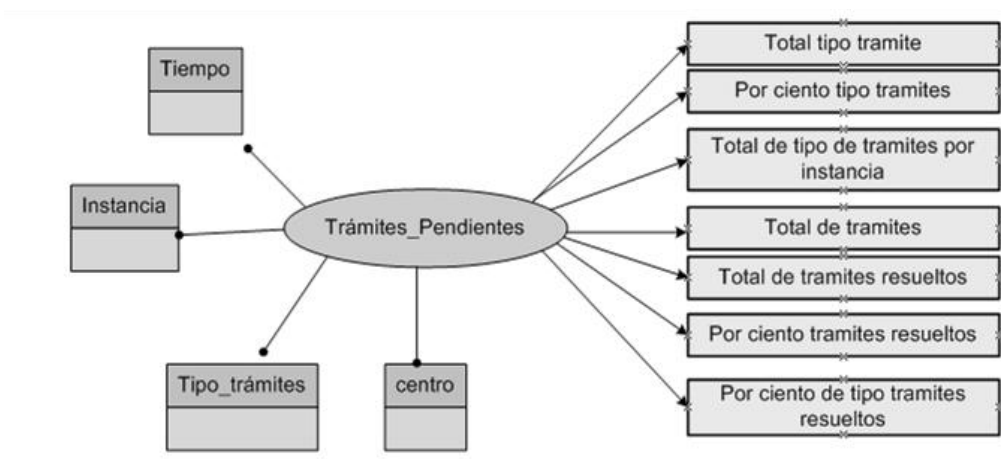 Tiempo
Instancia
Tipo_trámites
centro
Trámites_Pendientes
Total tipo tramite
Por ciento tipo tramites
Total de tipo de tramites por
instancia
Total de tramites
Total de tramites resueltos
Por ciento tramites resueltos
Por ciento de tipo tramites
resueltos